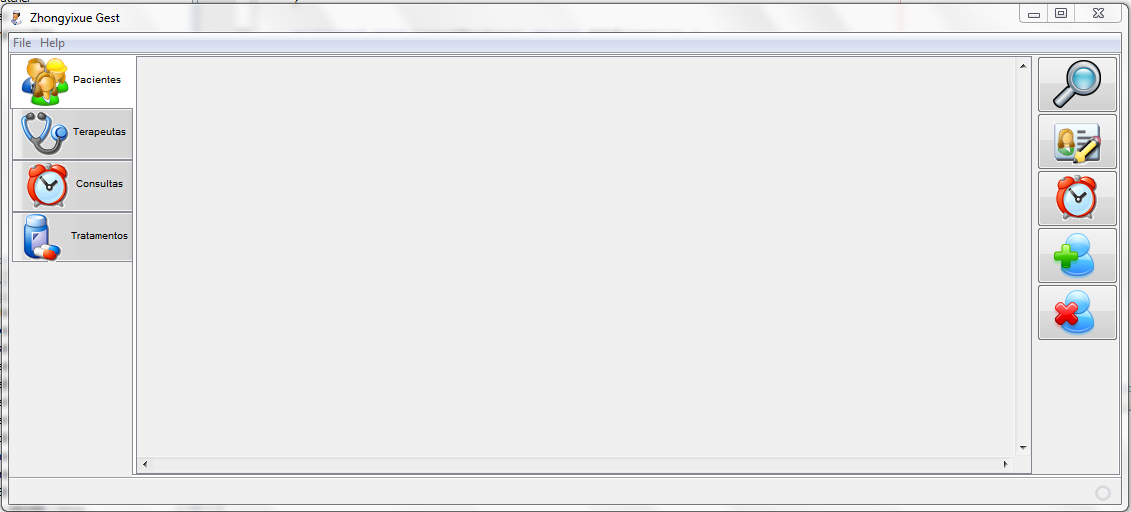 Zhongyixue Gest
File Help
Pacientes
Terapeutas
Consultas
Tratamentos